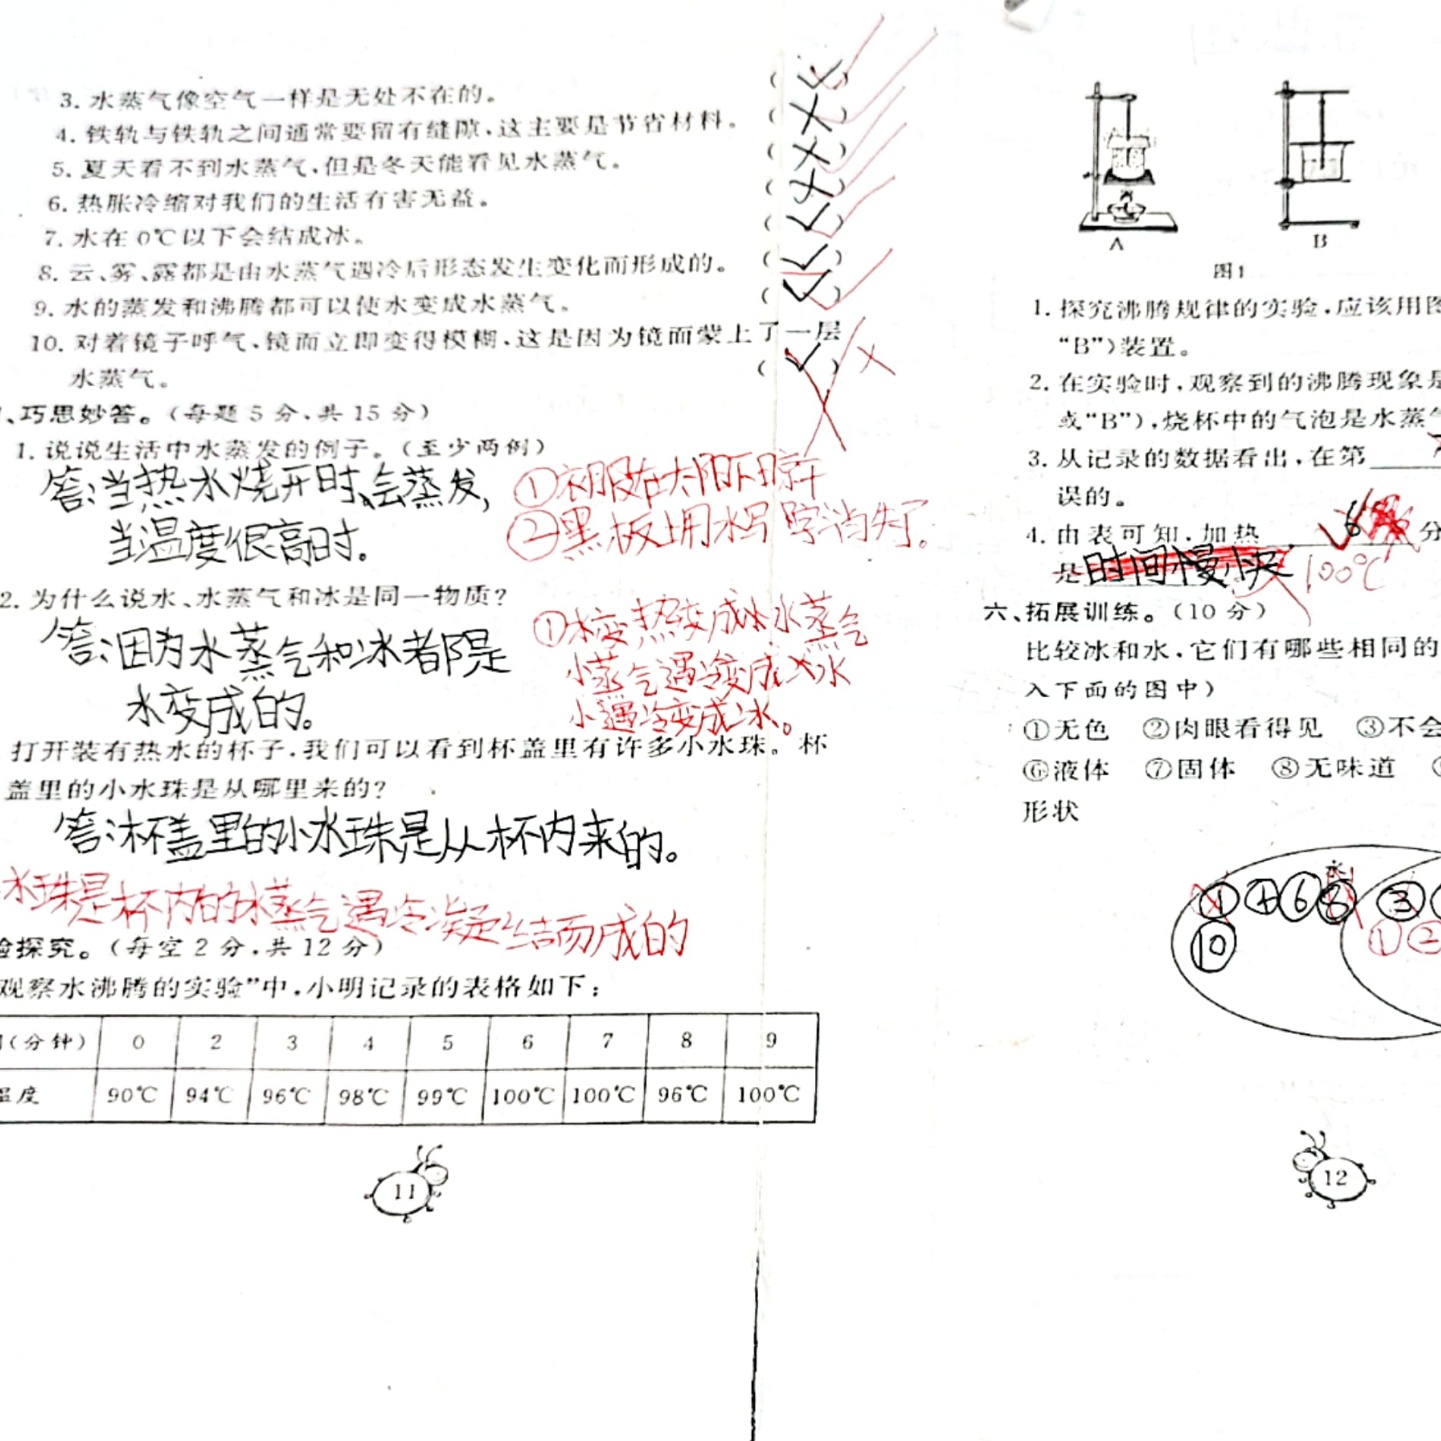 3. 水蒸气像空气一样是无处不在的。 (✓)
4. 铁轨与铁轨之间通常要留有缝隙,这主要是节省材料。 (×)
5. 夏天看不到水蒸气,但是冬天能看见水蒸气。 (×)
6. 热胀冷缩对我们的生活有害无益。 (×)
7. 水在0℃以下会结成冰。 (✓)
8. 云、雾、露都是由水蒸气遇冷后形态发生变化而形成的。 (✓)
9. 水的蒸发和沸腾都可以使水变成水蒸气。 (✓)
10. 对着镜子呼气,镜面立即变得模糊,这是因为镜面蒙上了一层
水蒸气。 (✓) ×
、巧思妙答。(每题5分,共15分)
1. 说说生活中水蒸发的例子。(至少两例)
答:当热水烧开时,会蒸发,
当温度很高时。
①衣服在太阳下晾干
②黑板上用水写字消失了。
2. 为什么说水、水蒸气和冰是同一物质?
答:因为水蒸气和冰都是
水变成的。
①水变热变成水蒸气
水蒸气遇冷变成水
水遇冷变成冰。
打开装有热水的杯子,我们可以看到杯盖里有许多小水珠。杯
盖里的小水珠是从哪里来的?
答:杯盖里的小水珠是从杯内来的。
水珠是杯内的水蒸气遇冷凝结而成的
验探究。(每空2分,共12分)
观察水沸腾的实验”中,小明记录的表格如下:
(分钟) 0 2 3 4 5 6 7 8 9
温度 90℃ 94℃ 96℃ 98℃ 99℃ 100℃ 100℃ 96℃ 100℃
11
A B
图1
1. 探究沸腾规律的实验,应该用图
“B”)装置。
2. 在实验时,观察到的沸腾现象是
或“B”),烧杯中的气泡是水蒸气
3. 从记录的数据看出,在第
误的。
4. 由表可知,加热 6 分
是时间慢 100℃
六、拓展训练。(10分)
比较冰和水,它们有哪些相同的
入下面的图中)
①无色 ②肉眼看得见 ③不会
⑥液体 ⑦固体 ⑧无味道
形状
水
① ④ ⑥ ⑧ ③
⑩ ① ②
12